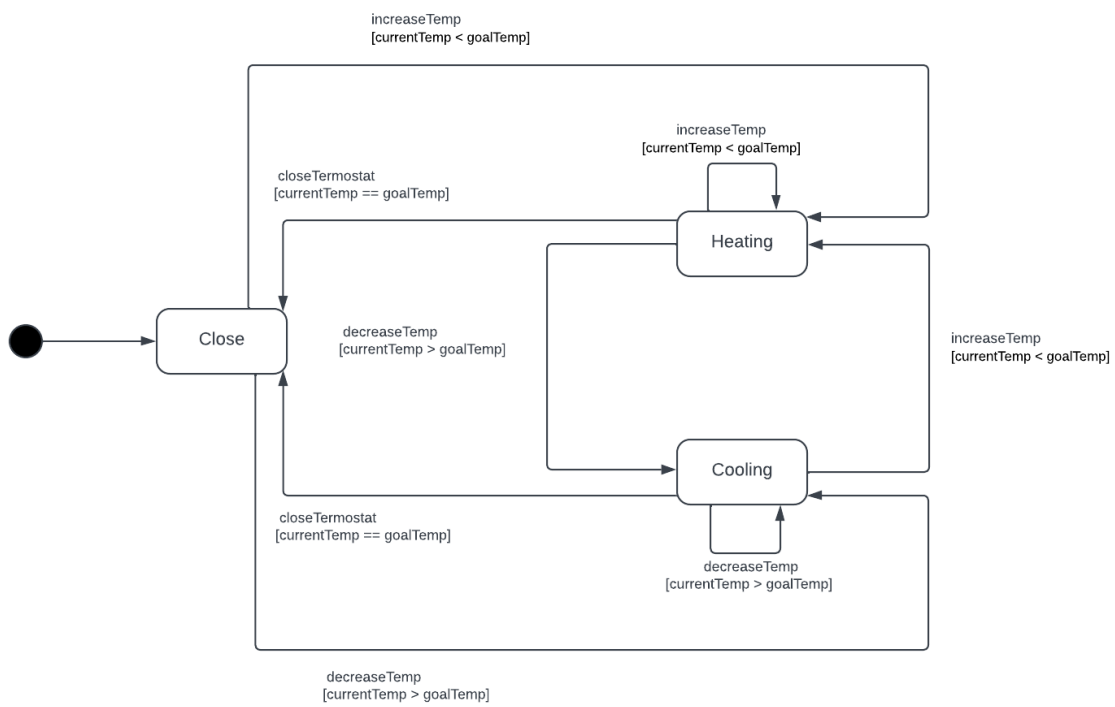 increaseTemp
[currentTemp < goalTemp]
increaseTemp
[currentTemp < goalTemp]
closeTermostat
[currentTemp == goalTemp]
Heating
Close
decreaseTemp
[currentTemp > goalTemp]
increaseTemp
[currentTemp < goalTemp]
Cooling
closeTermostat
[currentTemp == goalTemp]
decreaseTemp
[currentTemp > goalTemp]
decreaseTemp
[currentTemp > goalTemp]